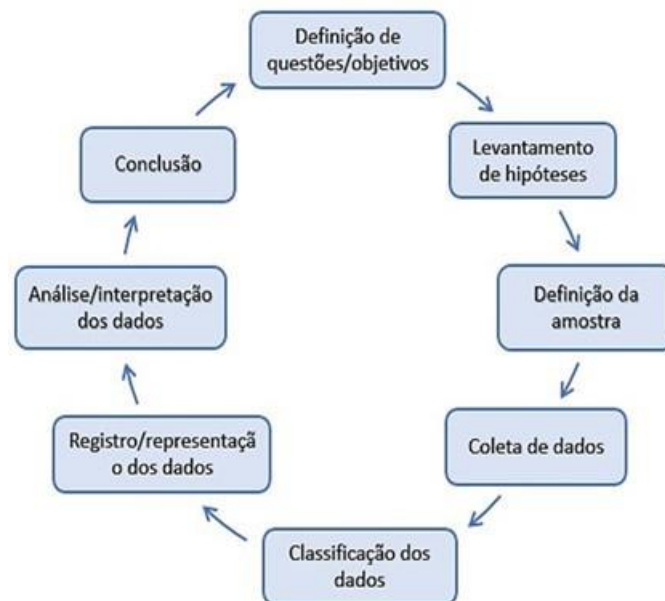 Definição de
questões/objetivos
Levantamento
de hipóteses
Definição da
amostra
Coleta de dados
Classificação dos
dados
Registro/representaçã
o dos dados
Análise/interpretação
dos dados
Conclusão